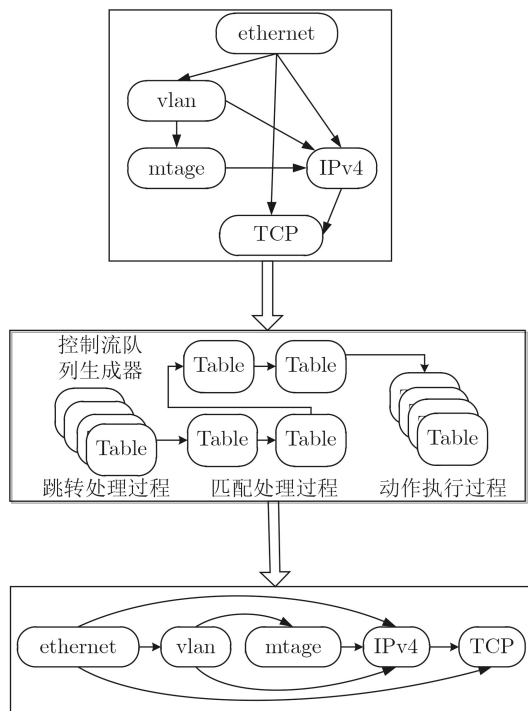 ethernet
vlan
mtage
IPv4
TCP
控制流队
列生成器
Table
Table
Table
Table
Table
Table
跳转处理过程
匹配处理过程
动作执行过程
ethernet
vlan
mtage
IPv4
TCP